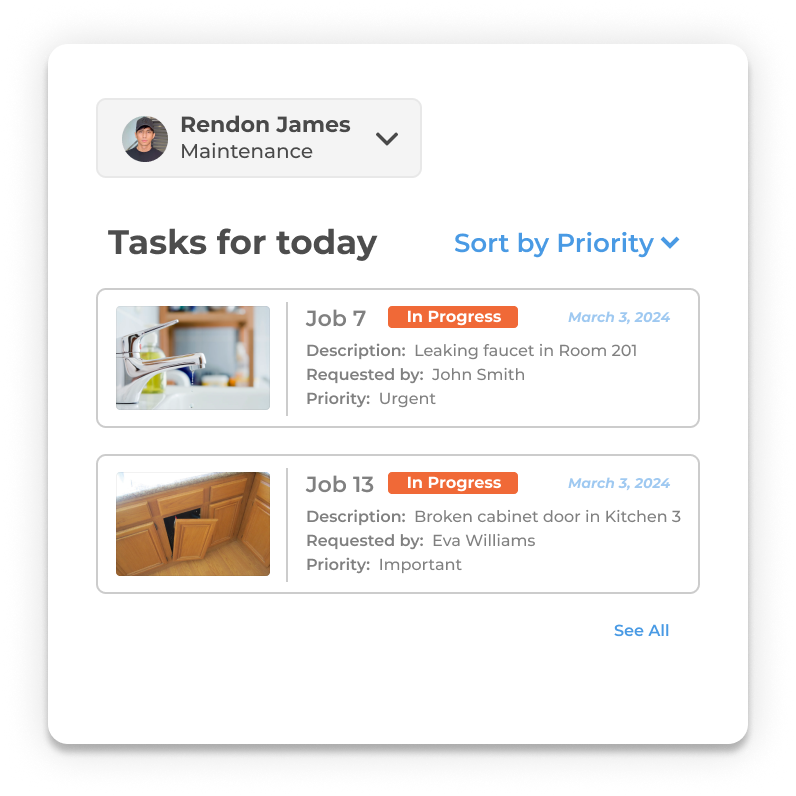 Rendon James
Maintenance
Tasks for today
Sort by Priority
Job 7
In Progress
March 3, 2024
Description: Leaking faucet in Room 201
Requested by: John Smith
Priority: Urgent
Job 13
In Progress
March 3, 2024
Description: Broken cabinet door in Kitchen 3
Requested by: Eva Williams
Priority: Important
See All